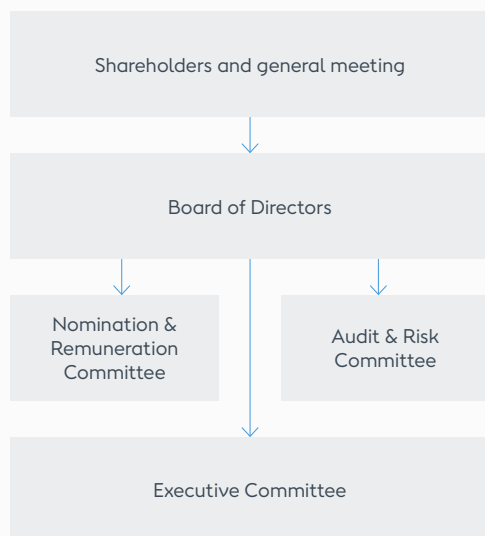 Shareholders and general meeting
Board of Directors
Nomination &
Remuneration
Committee
Audit & Risk
Committee
Executive Committee